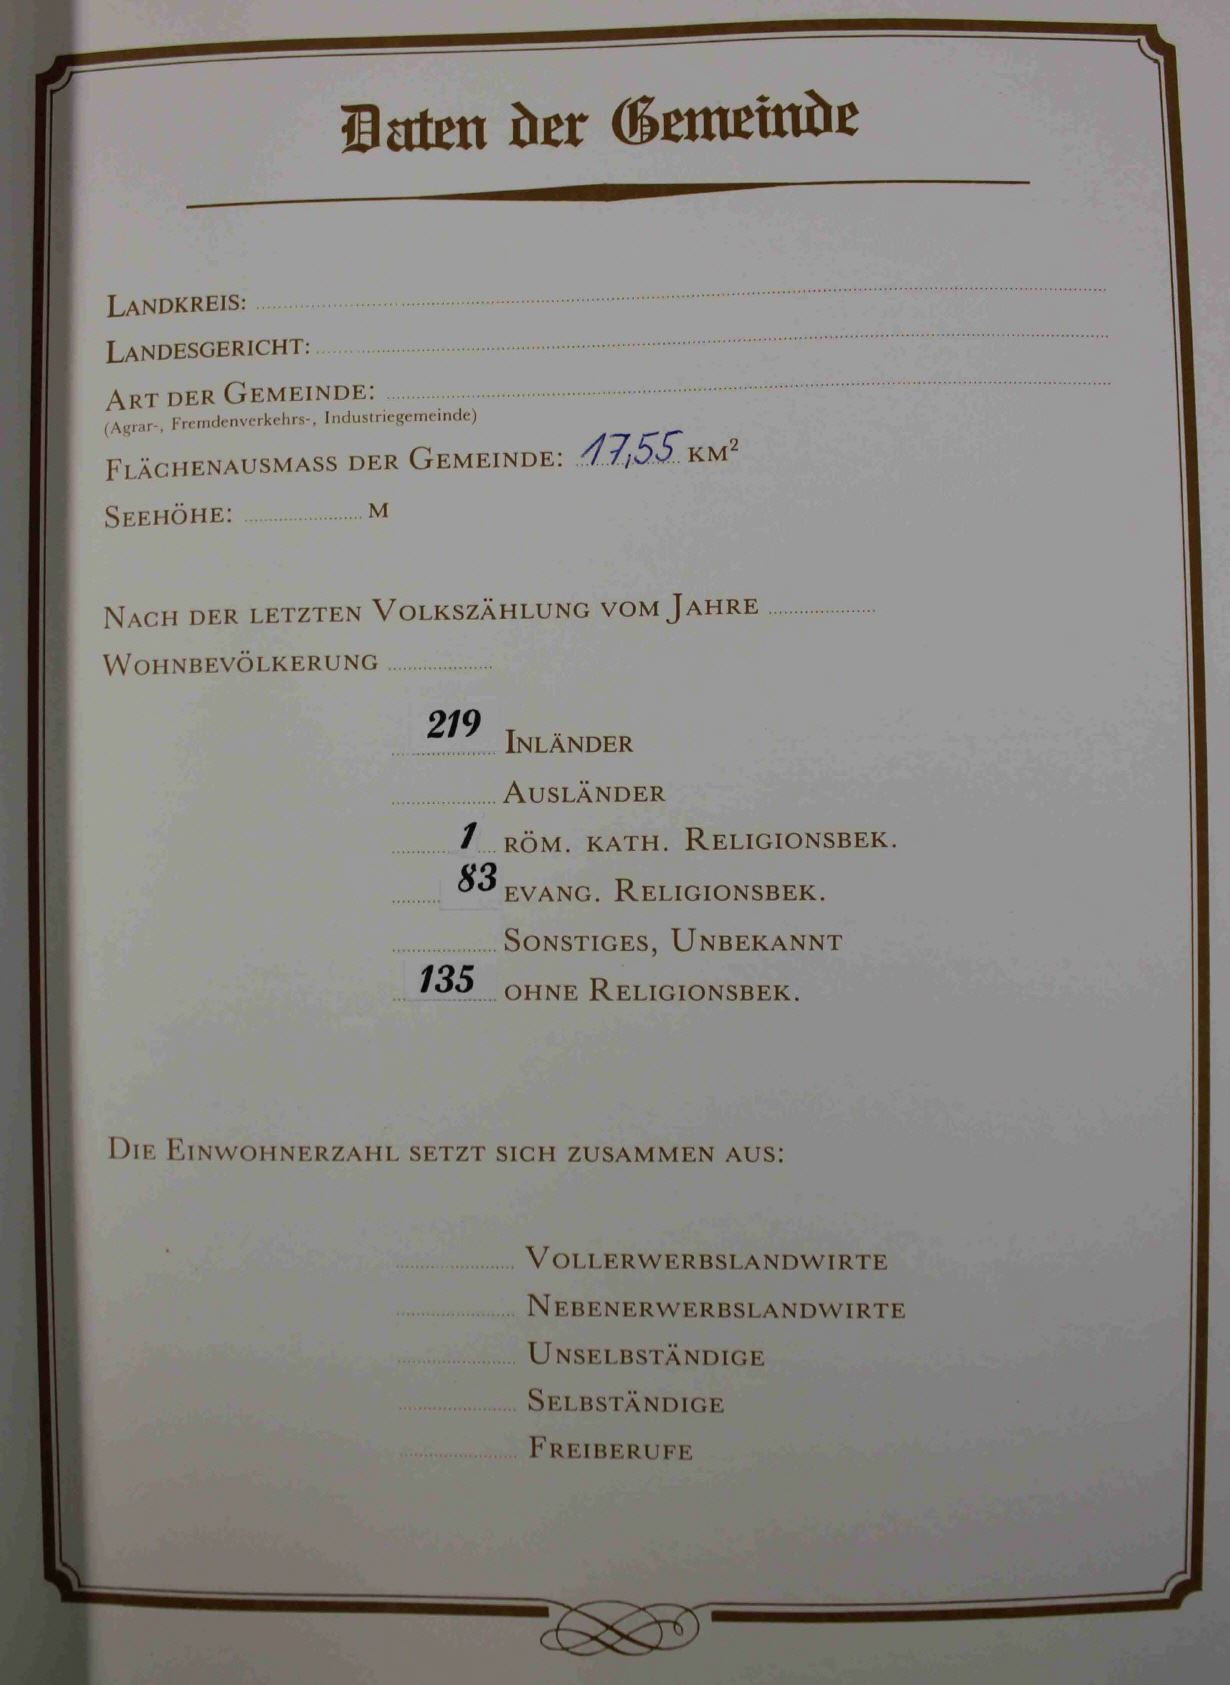 Daten der Gemeinde
LANDKREIS:
LANDESGERICHT:
ART DER GEMEINDE:
(Agrar-, Fremdenverkehrs-, Industriegemeinde)
FLÄCHENAUSMASS DER GEMEINDE: 17,55 KM²
SEEHÖHE: M
NACH DER LETZTEN VOLKSZÄHLUNG VOM JAHRE
WOHNBEVÖLKERUNG
219 INLÄNDER
AUSLÄNDER
1 RÖM. KATH. RELIGIONSBEK.
83 EVANG. RELIGIONSBEK.
SONSTIGES, UNBEKANNT
135 OHNE RELIGIONSBEK.
DIE EINWOHNERZAHL SETZT SICH ZUSAMMEN AUS:
VOLLERWERBSLANDWIRTE
NEBENERWERBSLANDWIRTE
UNSELBSTÄNDIGE
SELBSTÄNDIGE
FREIBERUFE